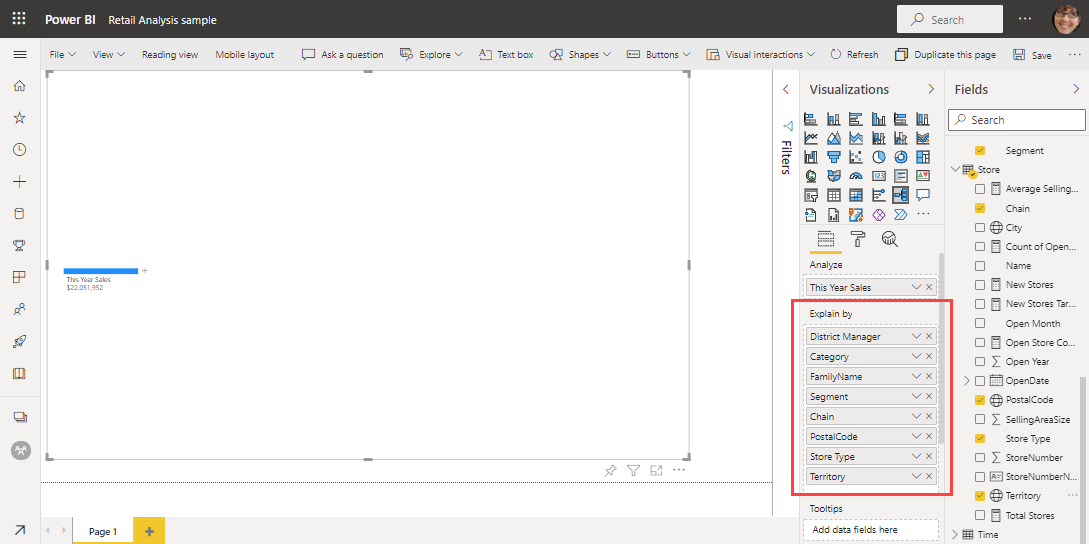 Power BI Retail Analysis sample Search
File View Reading view Mobile layout Ask a question Explore Text box Shapes Buttons Visual interactions Refresh Duplicate this page Save
This Year Sales
$22,051,952
Page 1
Filters
Visualizations
123
Analyze
This Year Sales
Explain by
District Manager
Category
FamilyName
Segment
Chain
PostalCode
Store Type
Territory
Tooltips
Add data fields here
Fields
Search
Segment
Store
Average Selling...
Chain
City
Count of Open...
Name
New Stores
New Stores Tar...
Open Month
Open Store Co...
Open Year
OpenDate
PostalCode
SellingAreaSize
Store Type
StoreNumber
StoreNumberN...
Territory
Total Stores
Time